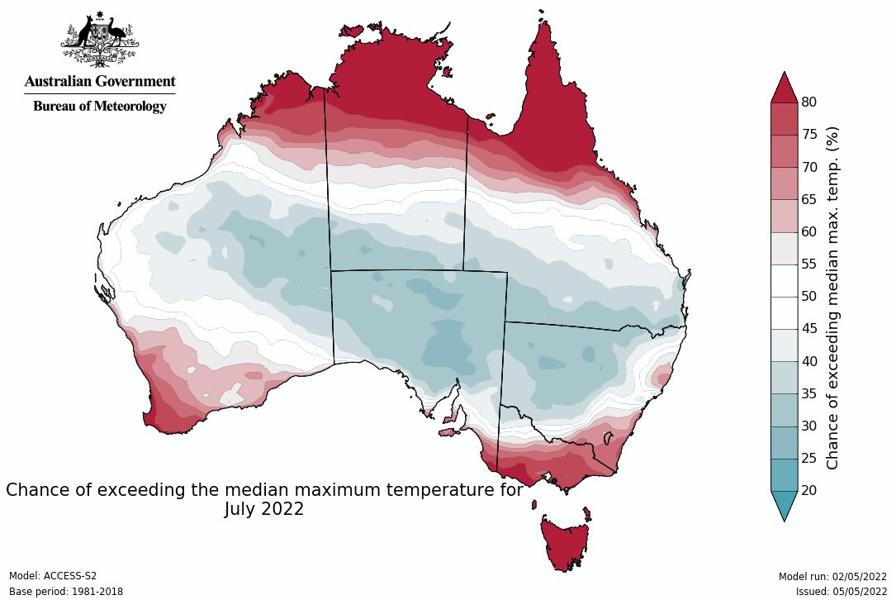 Australian Government
Bureau of Meteorology
80
75
70
65
60
55
50
45
40
35
30
25
20
Chance of exceeding median max. temp. (%)
Chance of exceeding the median maximum temperature for
July 2022
Model: ACCESS-S2
Base period: 1981-2018
Model run: 02/05/2022
Issued: 05/05/2022